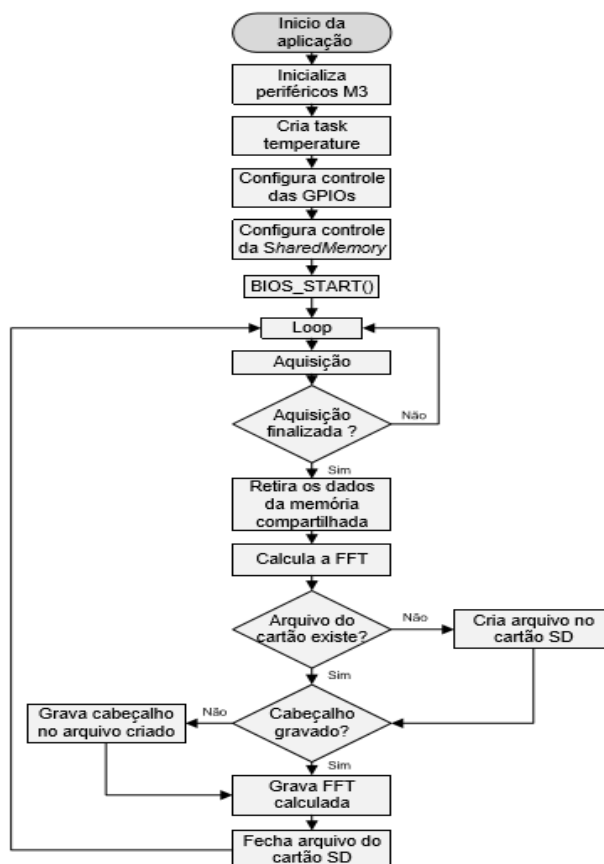 Inicio da
aplicação
Inicializa
periféricos M3
Cria task
temperature
Configura controle
das GPIOs
Configura controle
da SharedMemory
BIOS_START()
Loop
Aquisição
Aquisição
finalizada ?
Não
Sim
Retira os dados
da memória
compartilhada
Calcula a FFT
Arquivo do
cartão existe?
Não
Cria arquivo no
cartão SD
Sim
Cabeçalho
gravado?
Não
Grava cabeçalho
no arquivo criado
Sim
Grava FFT
calculada
Fecha arquivo do
cartão SD